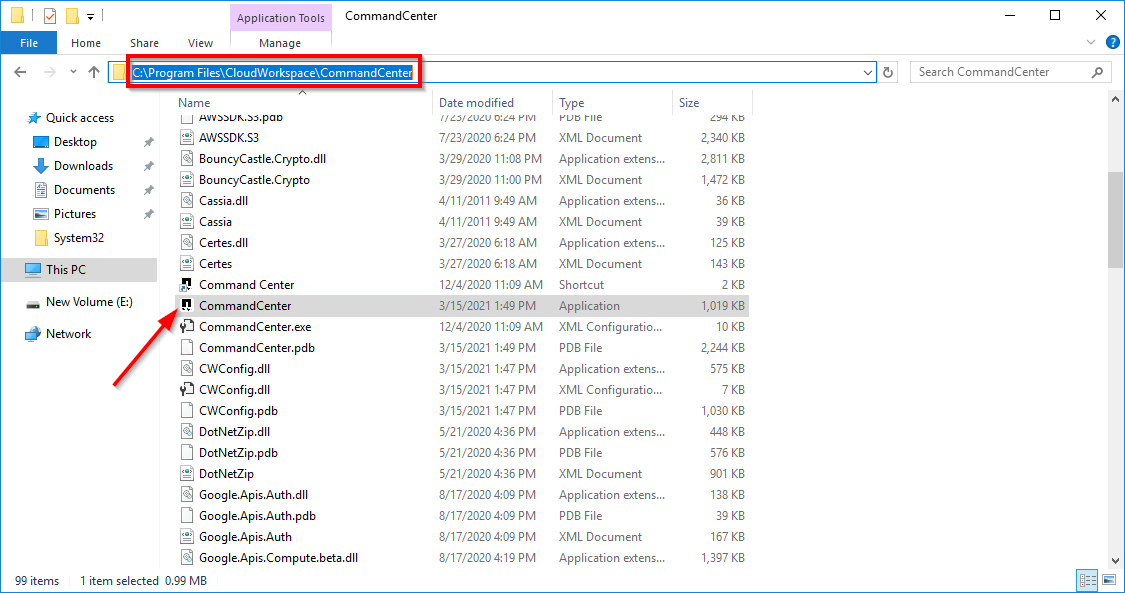 Application Tools CommandCenter
File Home Share View Manage
C:\Program Files\CloudWorkspace\CommandCenter Search CommandCenter
Name Date modified Type Size
Quick access
Desktop
Downloads
Documents
Pictures
System32
This PC
New Volume (E:)
Network
AWSSDK.S3.pdb 7/23/2020 6:24 PM PDB File 294 KB
AWSSDK.S3 7/23/2020 6:24 PM XML Document 2,340 KB
BouncyCastle.Crypto.dll 3/29/2020 11:08 PM Application extens... 2,811 KB
BouncyCastle.Crypto 3/29/2020 11:00 PM XML Document 1,472 KB
Cassia.dll 4/11/2011 9:49 AM Application extens... 36 KB
Cassia 4/11/2011 9:49 AM XML Document 39 KB
Certes.dll 3/27/2020 6:18 AM Application extens... 125 KB
Certes 3/27/2020 6:18 AM XML Document 143 KB
Command Center 12/4/2020 11:09 AM Shortcut 2 KB
CommandCenter 3/15/2021 1:49 PM Application 1,019 KB
CommandCenter.exe 12/4/2020 11:09 AM XML Configuratio... 10 KB
CommandCenter.pdb 3/15/2021 1:49 PM PDB File 2,244 KB
CWConfig.dll 3/15/2021 1:47 PM Application extens... 575 KB
CWConfig.dll 3/15/2021 1:49 PM XML Configuratio... 7 KB
CWConfig.pdb 3/15/2021 1:47 PM PDB File 1,030 KB
DotNetZip.dll 5/21/2020 4:36 PM Application extens... 448 KB
DotNetZip.pdb 5/21/2020 4:36 PM PDB File 576 KB
DotNetZip 5/21/2020 4:36 PM XML Document 901 KB
Google.Apis.Auth.dll 8/17/2020 4:09 PM Application extens... 138 KB
Google.Apis.Auth.pdb 8/17/2020 4:09 PM PDB File 39 KB
Google.Apis.Auth 8/17/2020 4:09 PM XML Document 167 KB
Google.Apis.Compute.beta.dll 8/17/2020 4:19 PM Application extens... 1,397 KB
99 items 1 item selected 0.99 MB